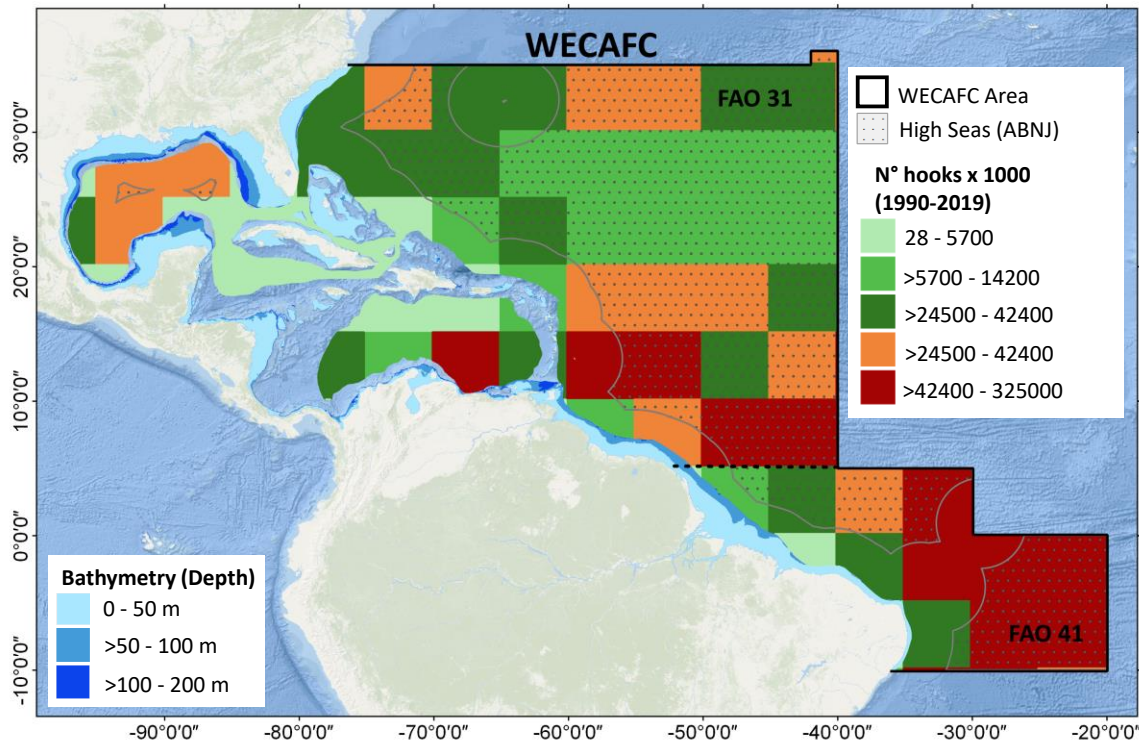 WECAFC
FAO 31
WECAFC Area
High Seas (ABNJ)
N° hooks x 1000
(1990-2019)
28 - 5700
>5700 - 14200
>24500 - 42400
>24500 - 42400
>42400 - 325000
FAO 41
Bathymetry (Depth)
0 - 50 m
>50 - 100 m
>100 - 200 m
30°0'0"
20°0'0"
10°0'0"
0°0'0"
-10°0'0"
-90°0'0"
-80°0'0"
-70°0'0"
-60°0'0"
-50°0'0"
-40°0'0"
-30°0'0"
-20°0'0"